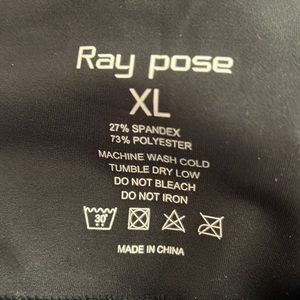 Ray pose
XL
27% SPANDEX
73% POLYESTER
MACHINE WASH COLD
TUMBLE DRY LOW
DO NOT BLEACH
DO NOT IRON
30°
MADE IN CHINA